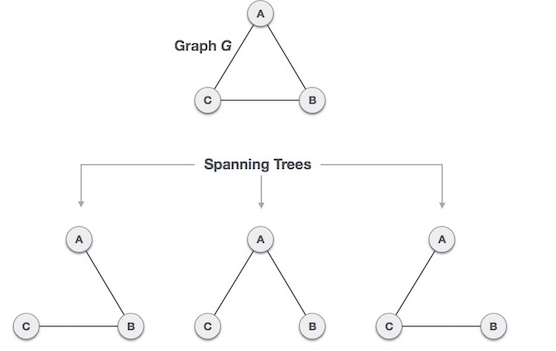 A
Graph G
C B
Spanning Trees
A A A
C B C B C B